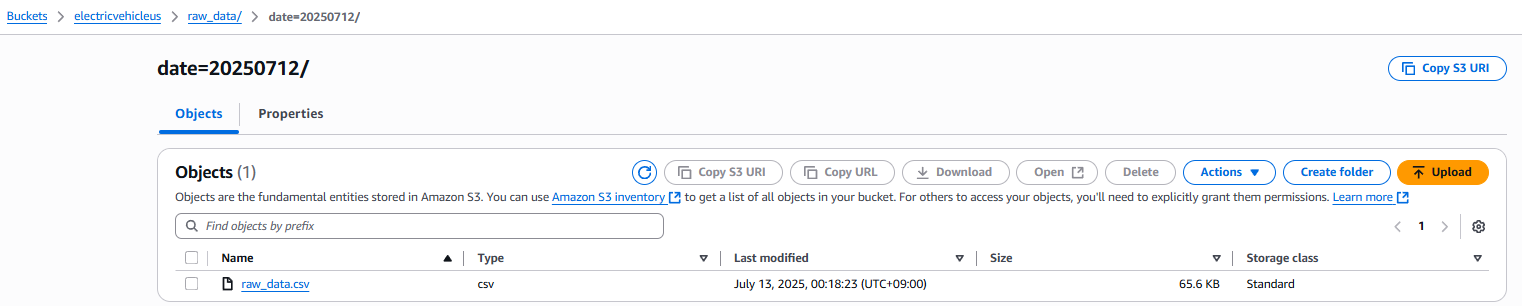 Buckets > electricvehicleus > raw_data/ > date=20250712/
date=20250712/
Copy S3 URI
Objects Properties
Objects (1) Copy S3 URI Copy URL Download Open Delete Actions Create folder Upload
Objects are the fundamental entities stored in Amazon S3. You can use Amazon S3 inventory to get a list of all objects in your bucket. For others to access your objects, you'll need to explicitly grant them permissions. Learn more
Find objects by prefix
1
Name Type Last modified Size Storage class
raw_data.csv csv July 13, 2025, 00:18:23 (UTC+09:00) 65.6 KB Standard